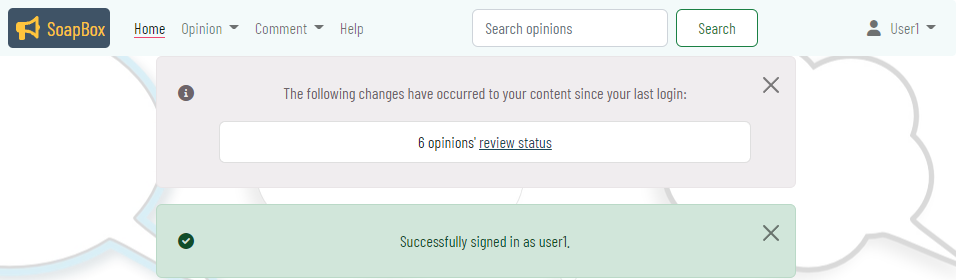 SoapBox Home Opinion Comment Help Search opinions Search User1
The following changes have occurred to your content since your last login:
6 opinions' review status
Successfully signed in as user1.